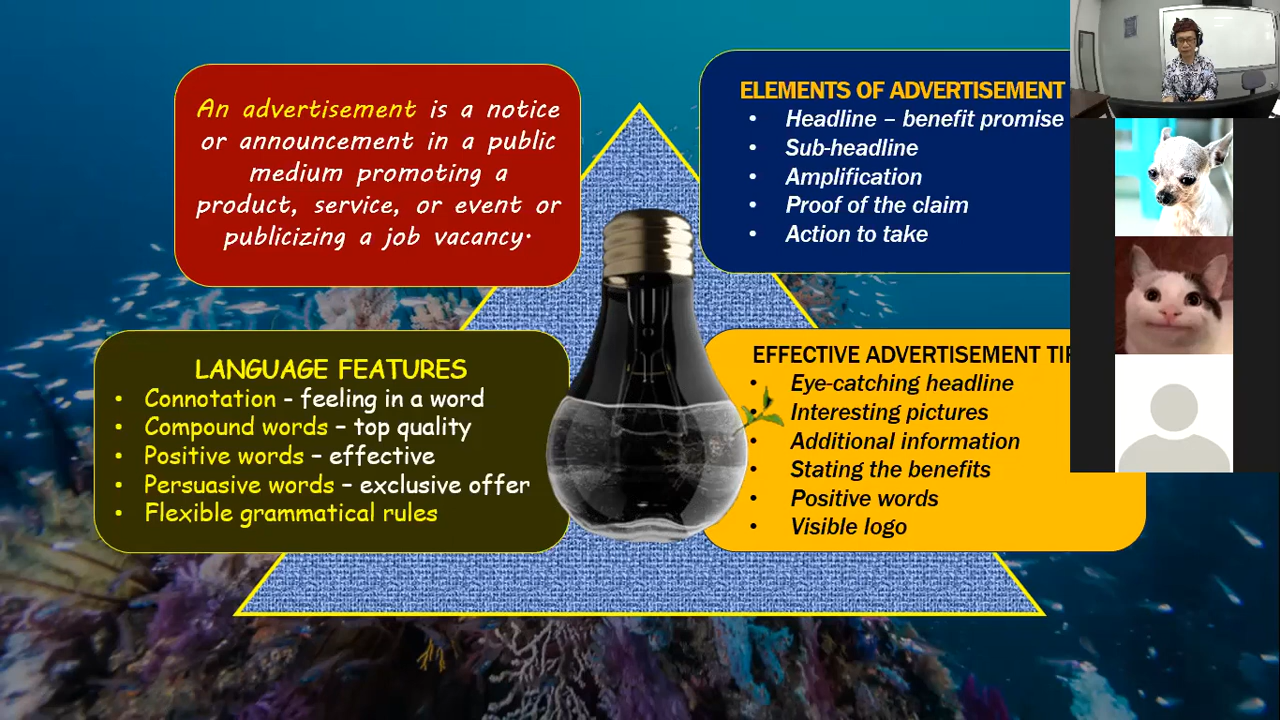 An advertisement is a notice
or announcement in a public
medium promoting a
product, service, or event or
publicizing a job vacancy.
ELEMENTS OF ADVERTISEMENT
• Headline – benefit promise
• Sub-headline
• Amplification
• Proof of the claim
• Action to take
LANGUAGE FEATURES
• Connotation - feeling in a word
• Compound words – top quality
• Positive words – effective
• Persuasive words – exclusive offer
• Flexible grammatical rules
EFFECTIVE ADVERTISEMENT
• Eye-catching headline
• Interesting pictures
• Additional information
• Stating the benefits
• Positive words
• Visible logo